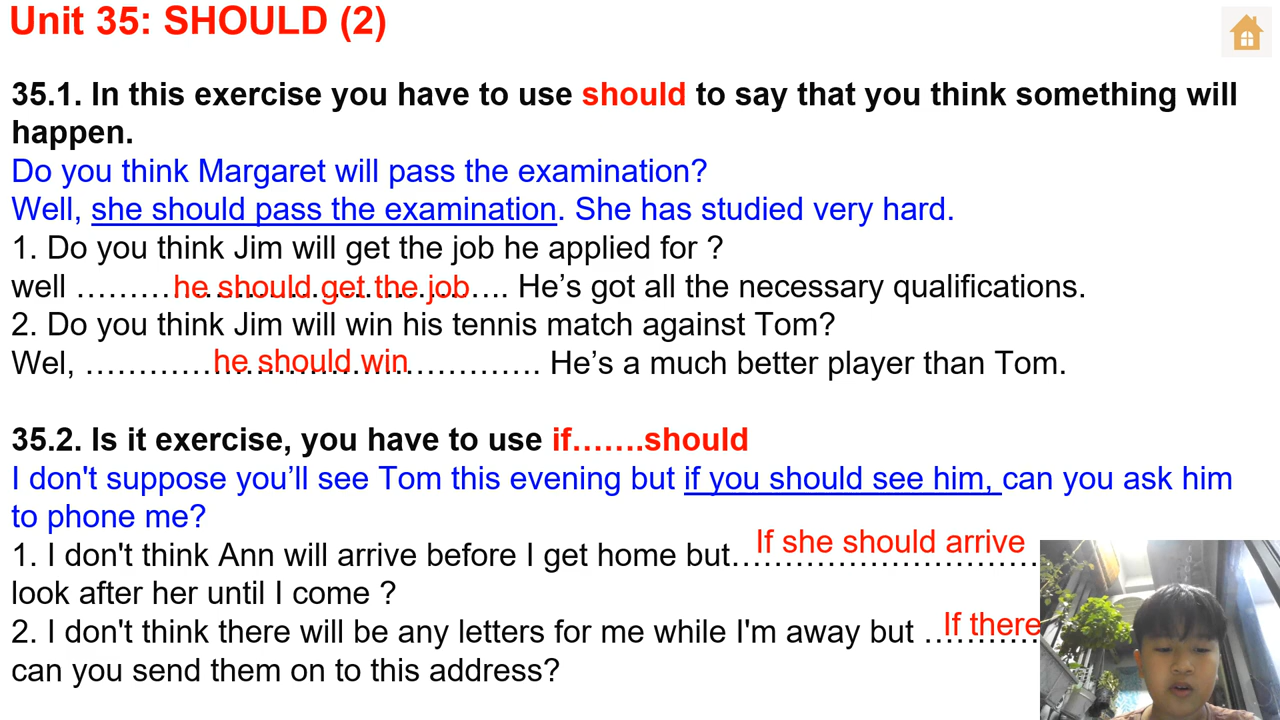 Unit 35: SHOULD (2)
35.1. In this exercise you have to use should to say that you think something will
happen.
Do you think Margaret will pass the examination?
Well, she should pass the examination. She has studied very hard.
1. Do you think Jim will get the job he applied for ?
well ………he should get the job…. He’s got all the necessary qualifications.
2. Do you think Jim will win his tennis match against Tom?
Wel, …………he should win…………. He’s a much better player than Tom.
35.2. Is it exercise, you have to use if…….should
I don't suppose you’ll see Tom this evening but if you should see him, can you ask him
to phone me?
1. I don't think Ann will arrive before I get home but………………………… If she should arrive
look after her until I come ?
2. I don't think there will be any letters for me while I'm away but …If there
can you send them on to this address?